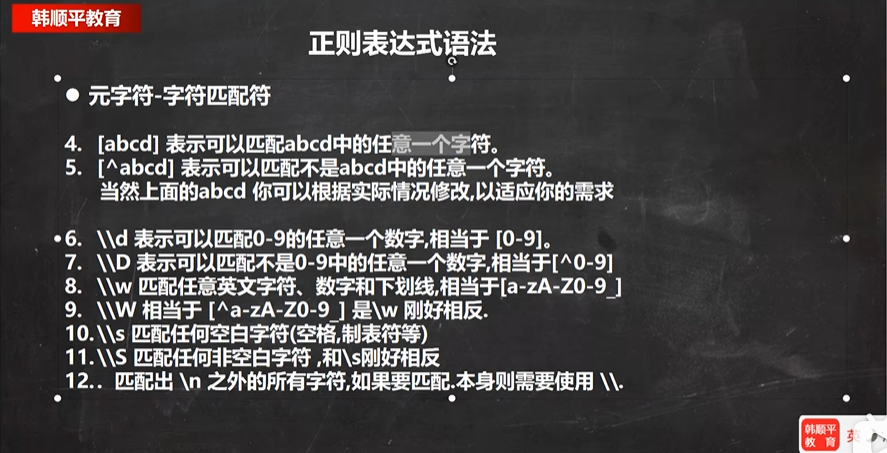 韩顺平教育
正则表达式语法
● 元字符-字符匹配符
4. [abcd] 表示可以匹配abcd中的任意一个字符。
5. [^abcd] 表示可以匹配不是abcd中的任意一个字符。
当然上面的abcd 你可以根据实际情况修改,以适应你的需求
6. \\d 表示可以匹配0-9的任意一个数字,相当于 [0-9]。
7. \\D 表示可以匹配不是0-9中的任意一个数字,相当于[^0-9]
8. \\w 匹配任意英文字符、数字和下划线,相当于[a-zA-Z0-9_]
9. \\W 相当于 [^a-zA-Z0-9_] 是\w 刚好相反.
10.\\s 匹配任何空白字符(空格,制表符等)
11.\\S 匹配任何非空白字符 ,和\s刚好相反
12. . 匹配出 \n 之外的所有字符,如果要匹配.本身则需要使用 \\.
韩顺平
教 育
英